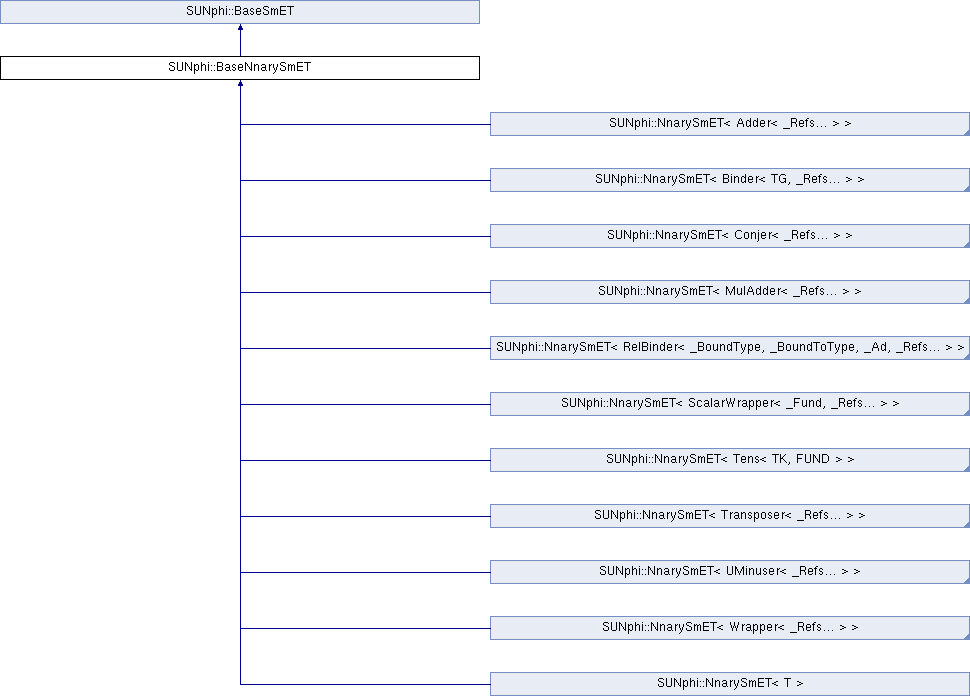 SUNphi::BaseSmET
SUNphi::BaseNnarySmET
SUNphi::NnarySmET< Adder< _Refs... > >
SUNphi::NnarySmET< Binder< TG, _Refs... > >
SUNphi::NnarySmET< Conjer< _Refs... > >
SUNphi::NnarySmET< MulAdder< _Refs... > >
SUNphi::NnarySmET< RelBinder< _BoundType, _BoundToType, _Ad, _Refs... > >
SUNphi::NnarySmET< ScalarWrapper< _Fund, _Refs... > >
SUNphi::NnarySmET< Tens< TK, FUND > >
SUNphi::NnarySmET< Transposer< _Refs... > >
SUNphi::NnarySmET< UMinuser< _Refs... > >
SUNphi::NnarySmET< Wrapper< _Refs... > >
SUNphi::NnarySmET< T >